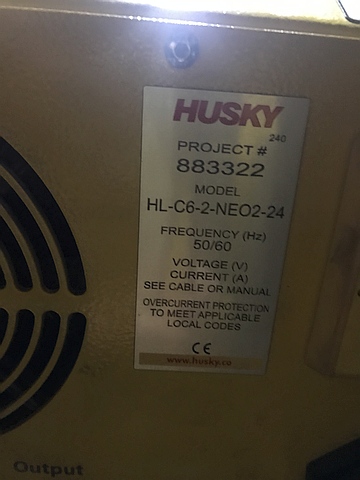 HUSKY
240
PROJECT #
883322
MODEL
HL-C6-2-NEO2-24
FREQUENCY (Hz)
50/60
VOLTAGE (V)
CURRENT (A)
SEE CABLE OR MANUAL
OVERCURRENT PROTECTION
TO MEET APPLICABLE
LOCAL CODES
CE
www.husky.co
Output